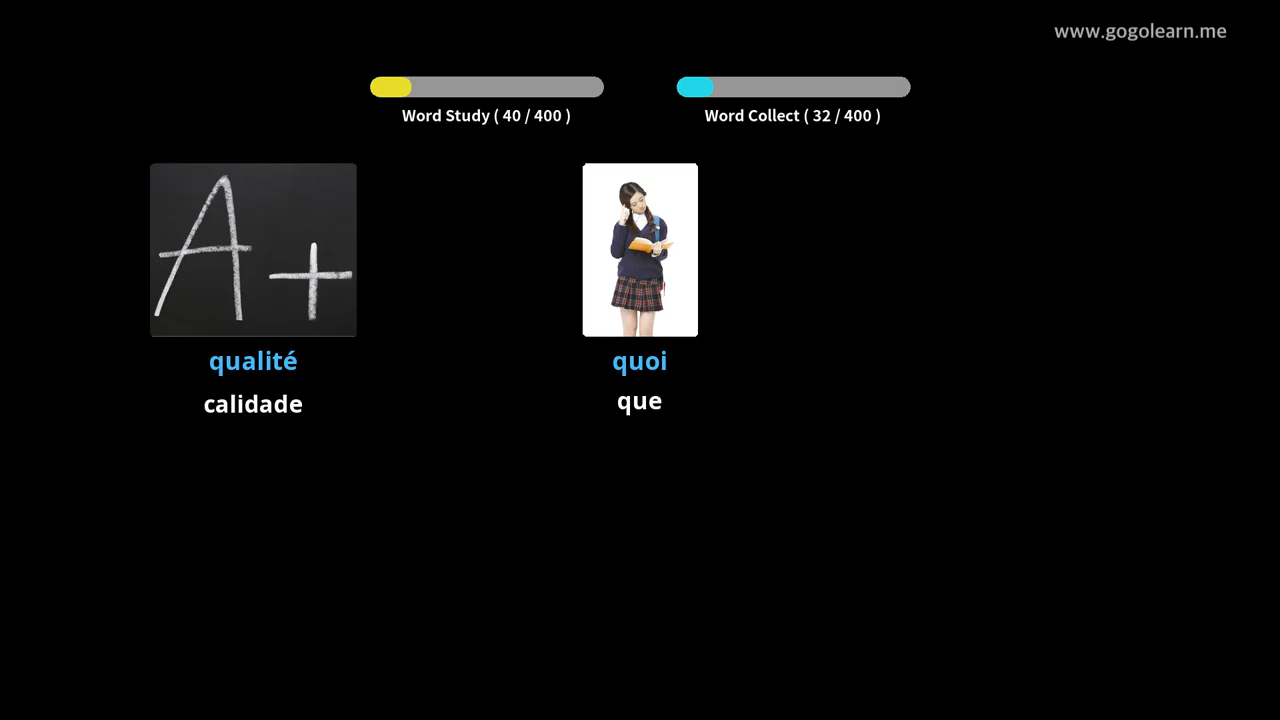 www.gogolearn.me
Word Study ( 40 / 400 )
Word Collect ( 32 / 400 )
A+
qualité
quoi
calidade
que